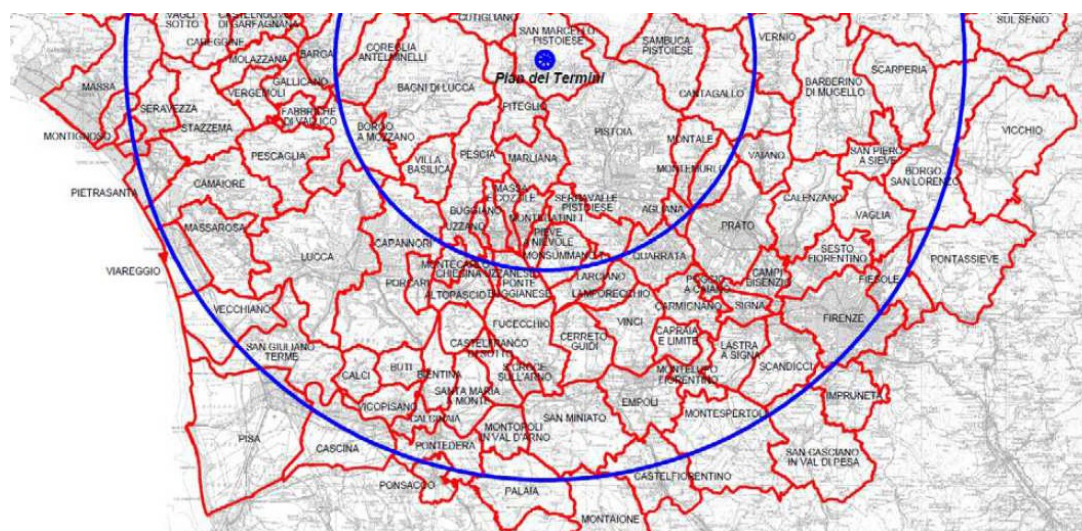 VAGLI
SOTTO
CASTELNUOVO
DI GARFAGNANA
CUTIGLIANO
SAN MARCELLO
PISTOIESE
SAMBUCA
PISTOIESE
VERNIO
SUL SENIO
CAREGGINE
BARGA
COREGLIA
ANTELMINELLI
MOLAZZANA
SCARPERIA
Pian dei Termini
MASSA
GALLICANO
BAGNI DI LUCCA
CANTAGALLO
BARBERINO
DI MUCELLO
VERGEMOLI
SERAVEZZA
FABBRICHE
DI VALLICO
PITEGLIO
STAZZEMA
BORGO
A MOZZANO
PISTOIA
MONTALE
VICCHIO
MONTIGNOSO
PESCAGLIA
VILLA
BASILICA
PESCIA
MARLIANA
VAIANO
SAN PIERO
A SIEVE
MONTEMURLO
BORGO
SAN LORENZO
PIETRASANTA
CAMAIORE
MASSA
E COZZILE
SERRAVALLE
PISTOIESE
CALENZANO
BUGGIANO
MONTECATINI T
AGLIANA
VAGLIA
MASSAROSA
UZZANO
PIEVE
A NIEVOLE
PRATO
CAPANNORI
MONSUMMANO T
QUARRATA
SESTO
FIORENTINO
LUCCA
PONTASSIEVE
VIAREGGIO
MONTECARLO
CHIESINA UZZANESE
LARCIANO
POGGIO
A CAIANO
CAMPI
BISENZIO
FIESOLE
PORCARI
PONTE
BUGGIANESE
ALTOPASCIO
LAMPORECCHIO
CARMIGNANO
SIGNA
VECCHIANO
FIRENZE
FUCECCHIO
VINCI
CERRETO
GUIDI
CAPRAIA
E LIMITE
LASTRA
A SIGNA
SAN GIULIANO
TERME
CASTELFRANCO
DI SOTTO
BUTI
SCANDICCI
CALCI
BIENTINA
S CROCE
SULL'ARNO
MONTELUPO
FIORENTINO
SANTA MARIA
A MONTE
EMPOLI
IMPRUNETA
VICOPISANO
CALCINAIA
SAN MINIATO
MONTESPERTOLI
MONTOPOLI
IN VAL D'ARNO
PISA
CASCINA
PONTEDERA
SAN CASCIANO
IN VAL DI PESA
CASTELFIORENTINO
PONSACCO
PALAIA
MONTAIONE